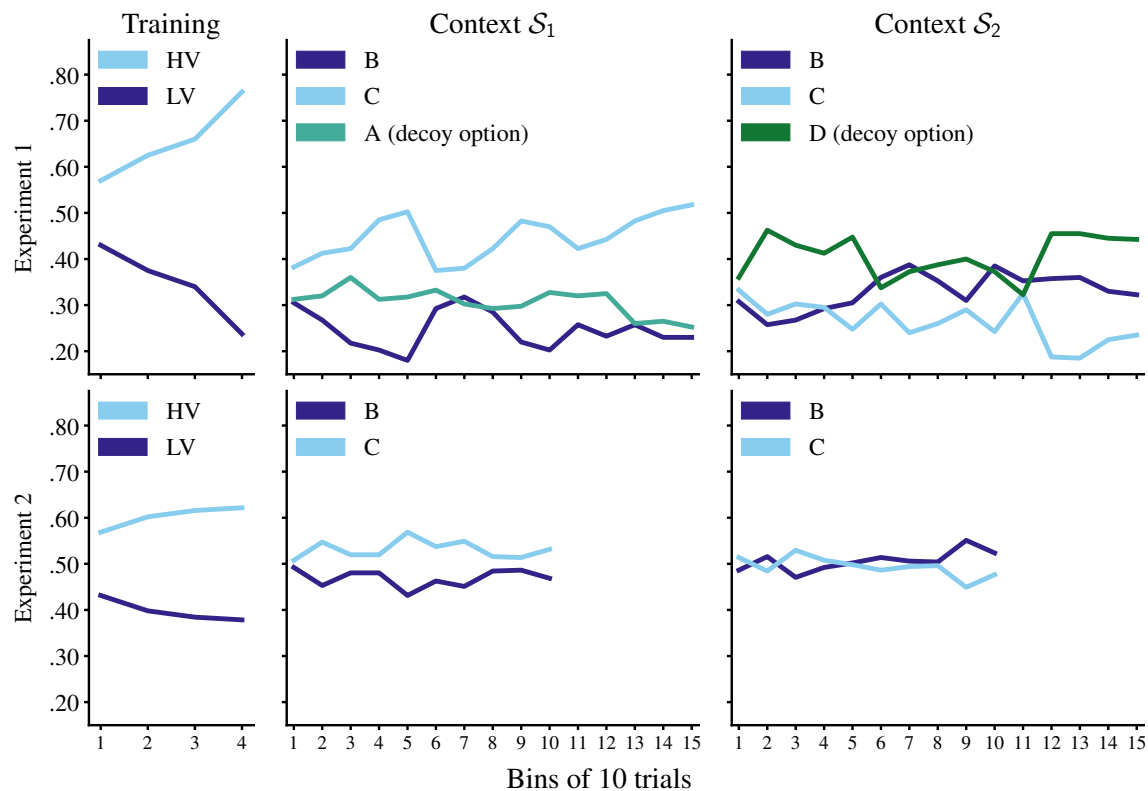 Training
Context S1
Context S2
Experiment 1
.80
.70
.60
.50
.40
.30
.20
HV
LV
B
C
A (decoy option)
B
C
D (decoy option)
Experiment 2
.80
.70
.60
.50
.40
.30
.20
HV
LV
B
C
B
C
1 2 3 4
1 2 3 4 5 6 7 8 9 10 11 12 13 14 15
1 2 3 4 5 6 7 8 9 10 11 12 13 14 15
Bins of 10 trials